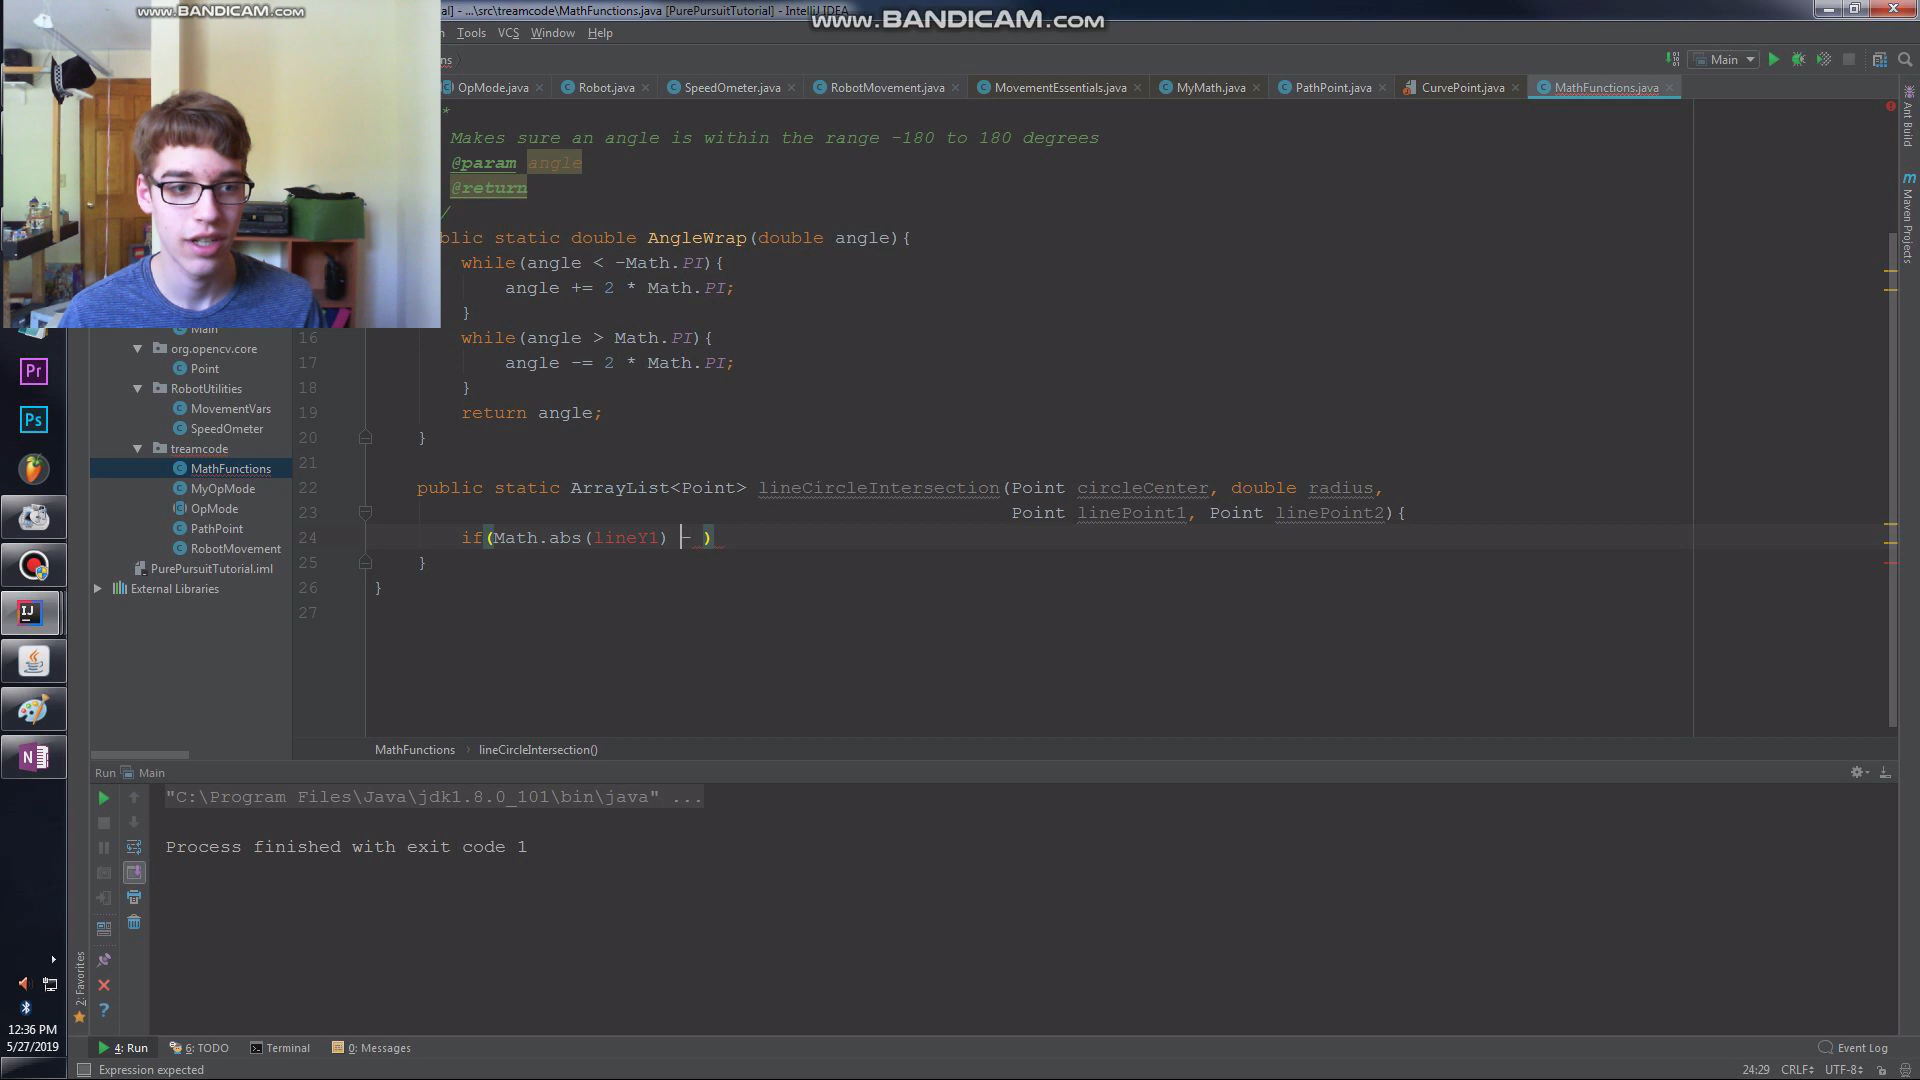 www.BANDICAM.com
l] - ...\src\treamcode\MathFunctions.java [PurePursuitTutorial] - IntelliJ IDEA
www.BANDICAM.com
Tools VCS Window Help
ns
Main
OpMode.java
Robot.java
SpeedOmeter.java
RobotMovement.java
MovementEssentials.java
MyMath.java
PathPoint.java
CurvePoint.java
MathFunctions.java
*
Makes sure an angle is within the range -180 to 180 degrees
@param angle
@return
/
blic static double AngleWrap(double angle){
while(angle < -Math.PI){
angle += 2 * Math.PI;
}
16 while(angle > Math.PI){
17 angle -= 2 * Math.PI;
18 }
19 return angle;
20 }
21
22 public static ArrayList<Point> lineCircleIntersection(Point circleCenter, double radius,
23 Point linePoint1, Point linePoint2){
24 if(Math.abs(lineY1) - )
25 }
26 }
27
Main
org.opencv.core
Point
RobotUtilities
MovementVars
SpeedOmeter
treamcode
MathFunctions
MyOpMode
OpMode
PathPoint
RobotMovement
PurePursuitTutorial.iml
External Libraries
Ant Build
m Maven Projects
Pr
Ps
IJ
N
MathFunctions › lineCircleIntersection()
Run Main
"C:\Program Files\Java\jdk1.8.0_101\bin\java" ...
Process finished with exit code 1
2: Favorites
12:36 PM
5/27/2019
4: Run 6: TODO Terminal 0: Messages
Event Log
Expression expected
24:29 CRLF UTF-8